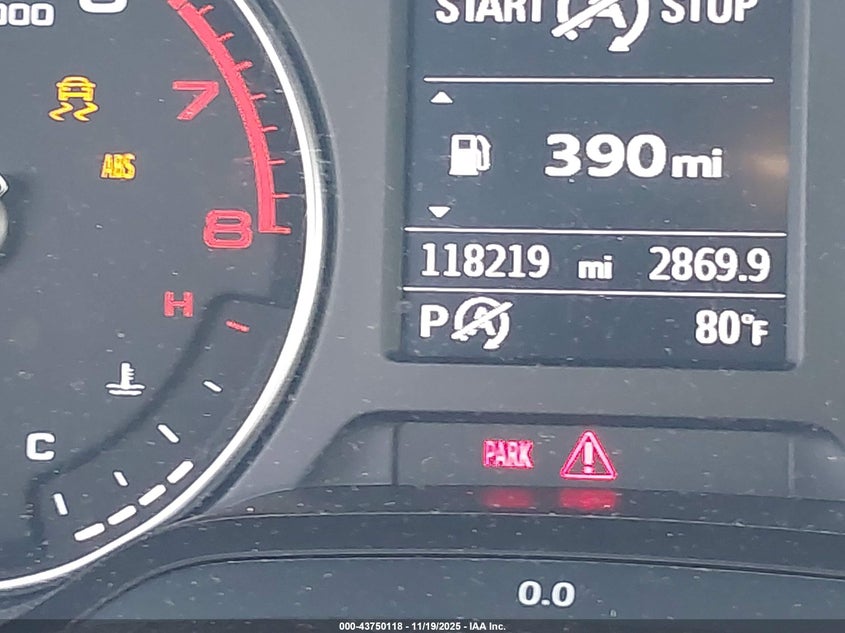 000
START A STOP
7
ABS
390 mi
8
118219 mi 2869.9
H
P A 80°F
C
PARK
0.0
000-43750118 - 11/19/2025 - IAA Inc.